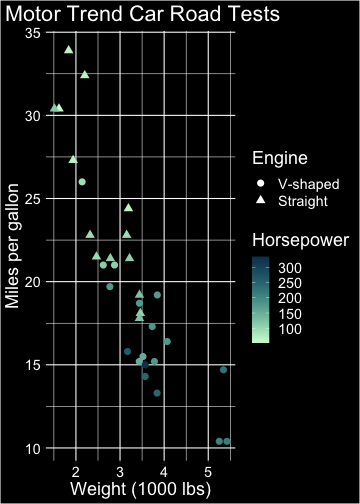 Motor Trend Car Road Tests
35
30
25
20
15
10
Miles per gallon
2 3 4 5
Weight (1000 lbs)
Engine
V-shaped
Straight
Horsepower
300
250
200
150
100